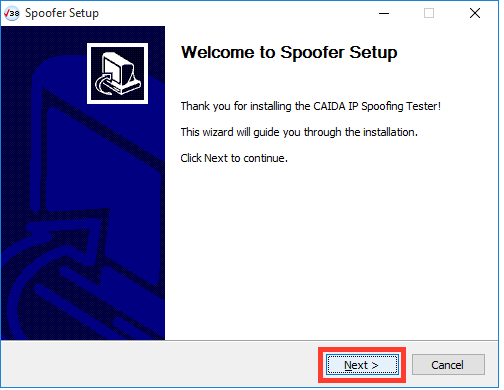 38 Spoofer Setup
Welcome to Spoofer Setup
Thank you for installing the CAIDA IP Spoofing Tester!
This wizard will guide you through the installation.
Click Next to continue.
Next >
Cancel